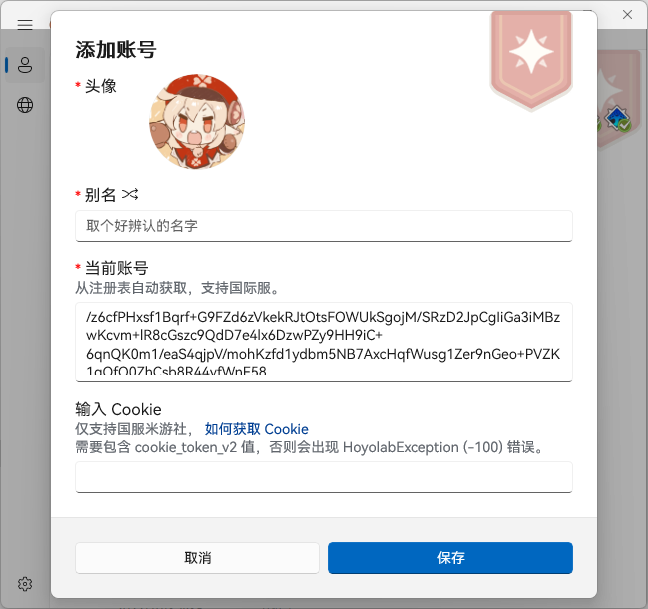 添加账号
* 头像
* 别名
取个好辨认的名字
* 当前账号
从注册表自动获取，支持国际服。
/z6cfPHxsf1Bqrf+G9FZd6zVkekRJtOtsFOWUkSgojM/SRzD2JpCgIiGa3iMBz
wKcvm+lR8cGszc9QdD7e4lx6DzwPZy9HH9iC+
6qnQK0m1/eaS4qjpV/mohKzfd1ydbm5NB7AxcHqfWusg1Zer9nGeo+PVZK
输入 Cookie
仅支持国服米游社， 如何获取 Cookie
需要包含 cookie_token_v2 值，否则会出现 HoyolabException (-100) 错误。
取消
保存